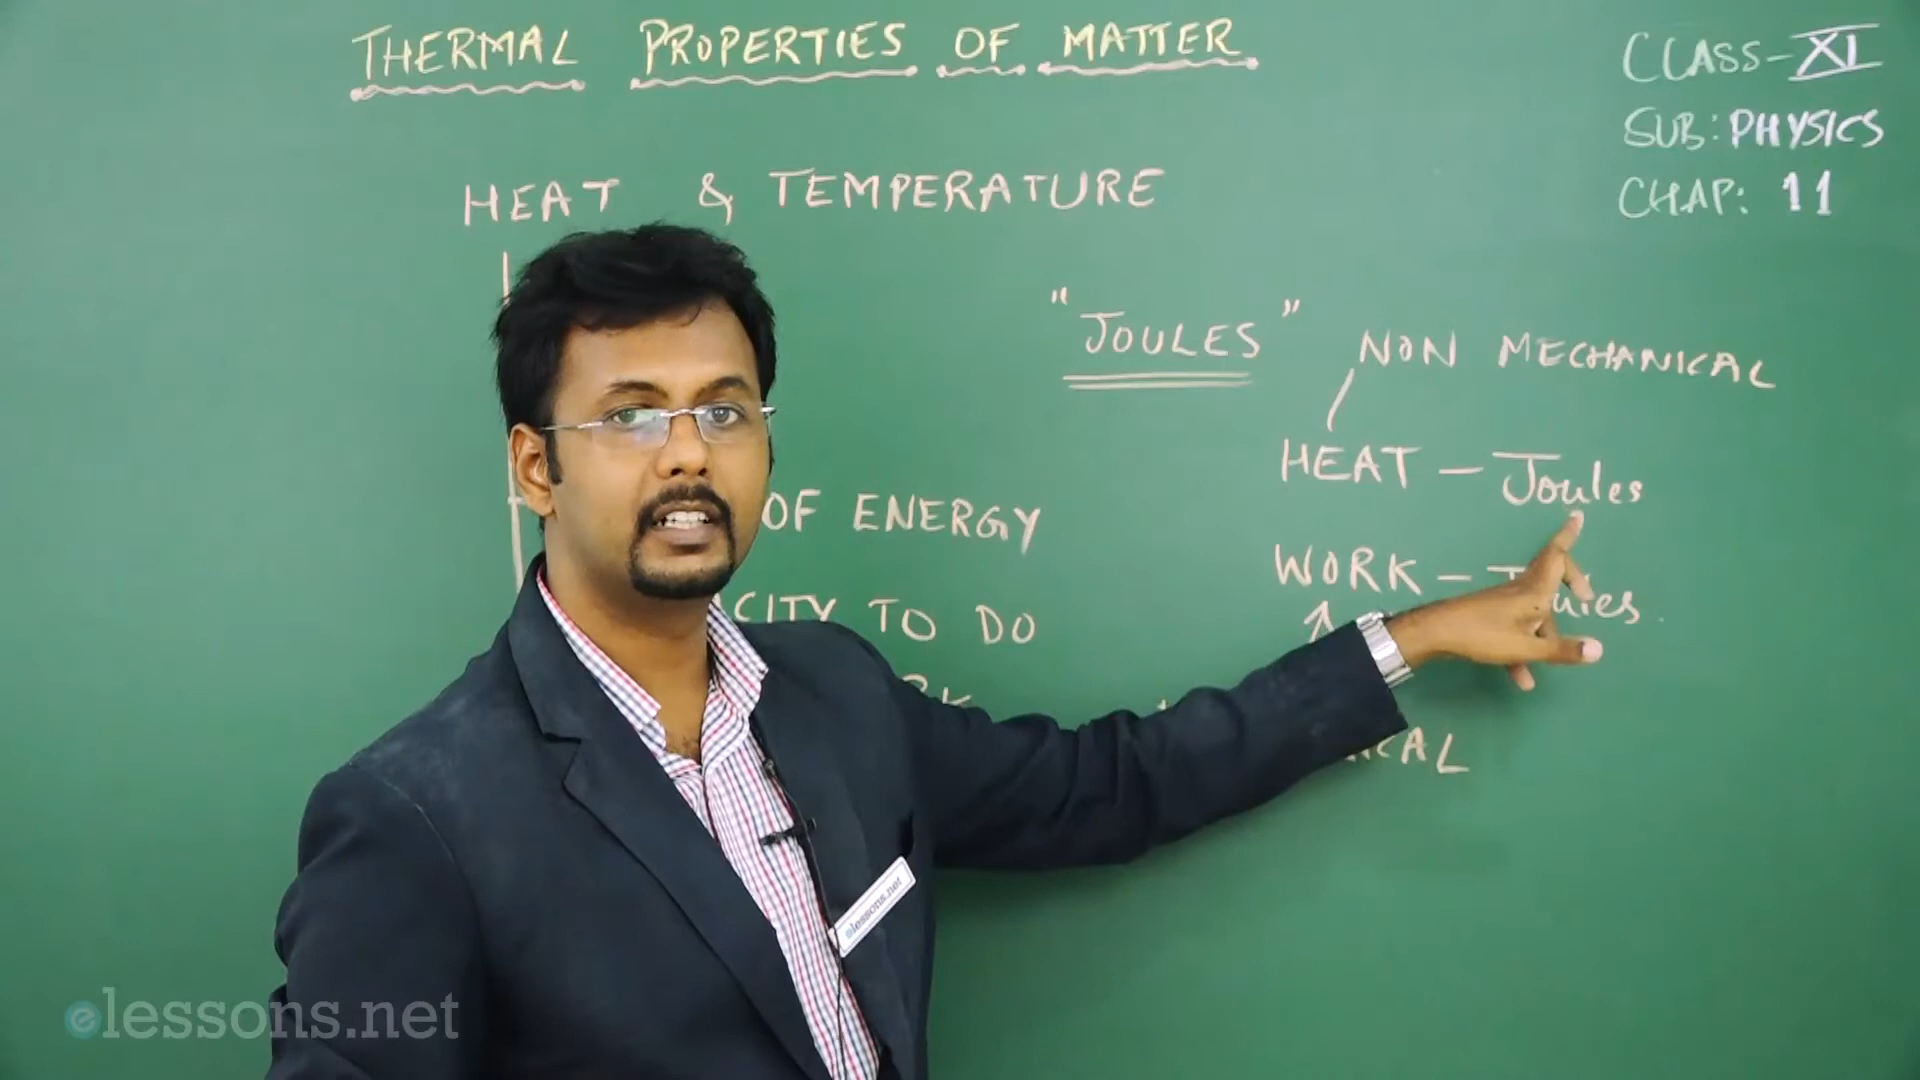 THERMAL PROPERTIES OF MATTER
CLASS-XI
SUB: PHYSICS
CHAP: 11
HEAT & TEMPERATURE
"JOULES"
NON MECHANICAL
HEAT - Joules
OF ENERGY
WORK -
TO DO
elessons.net
elessons.net